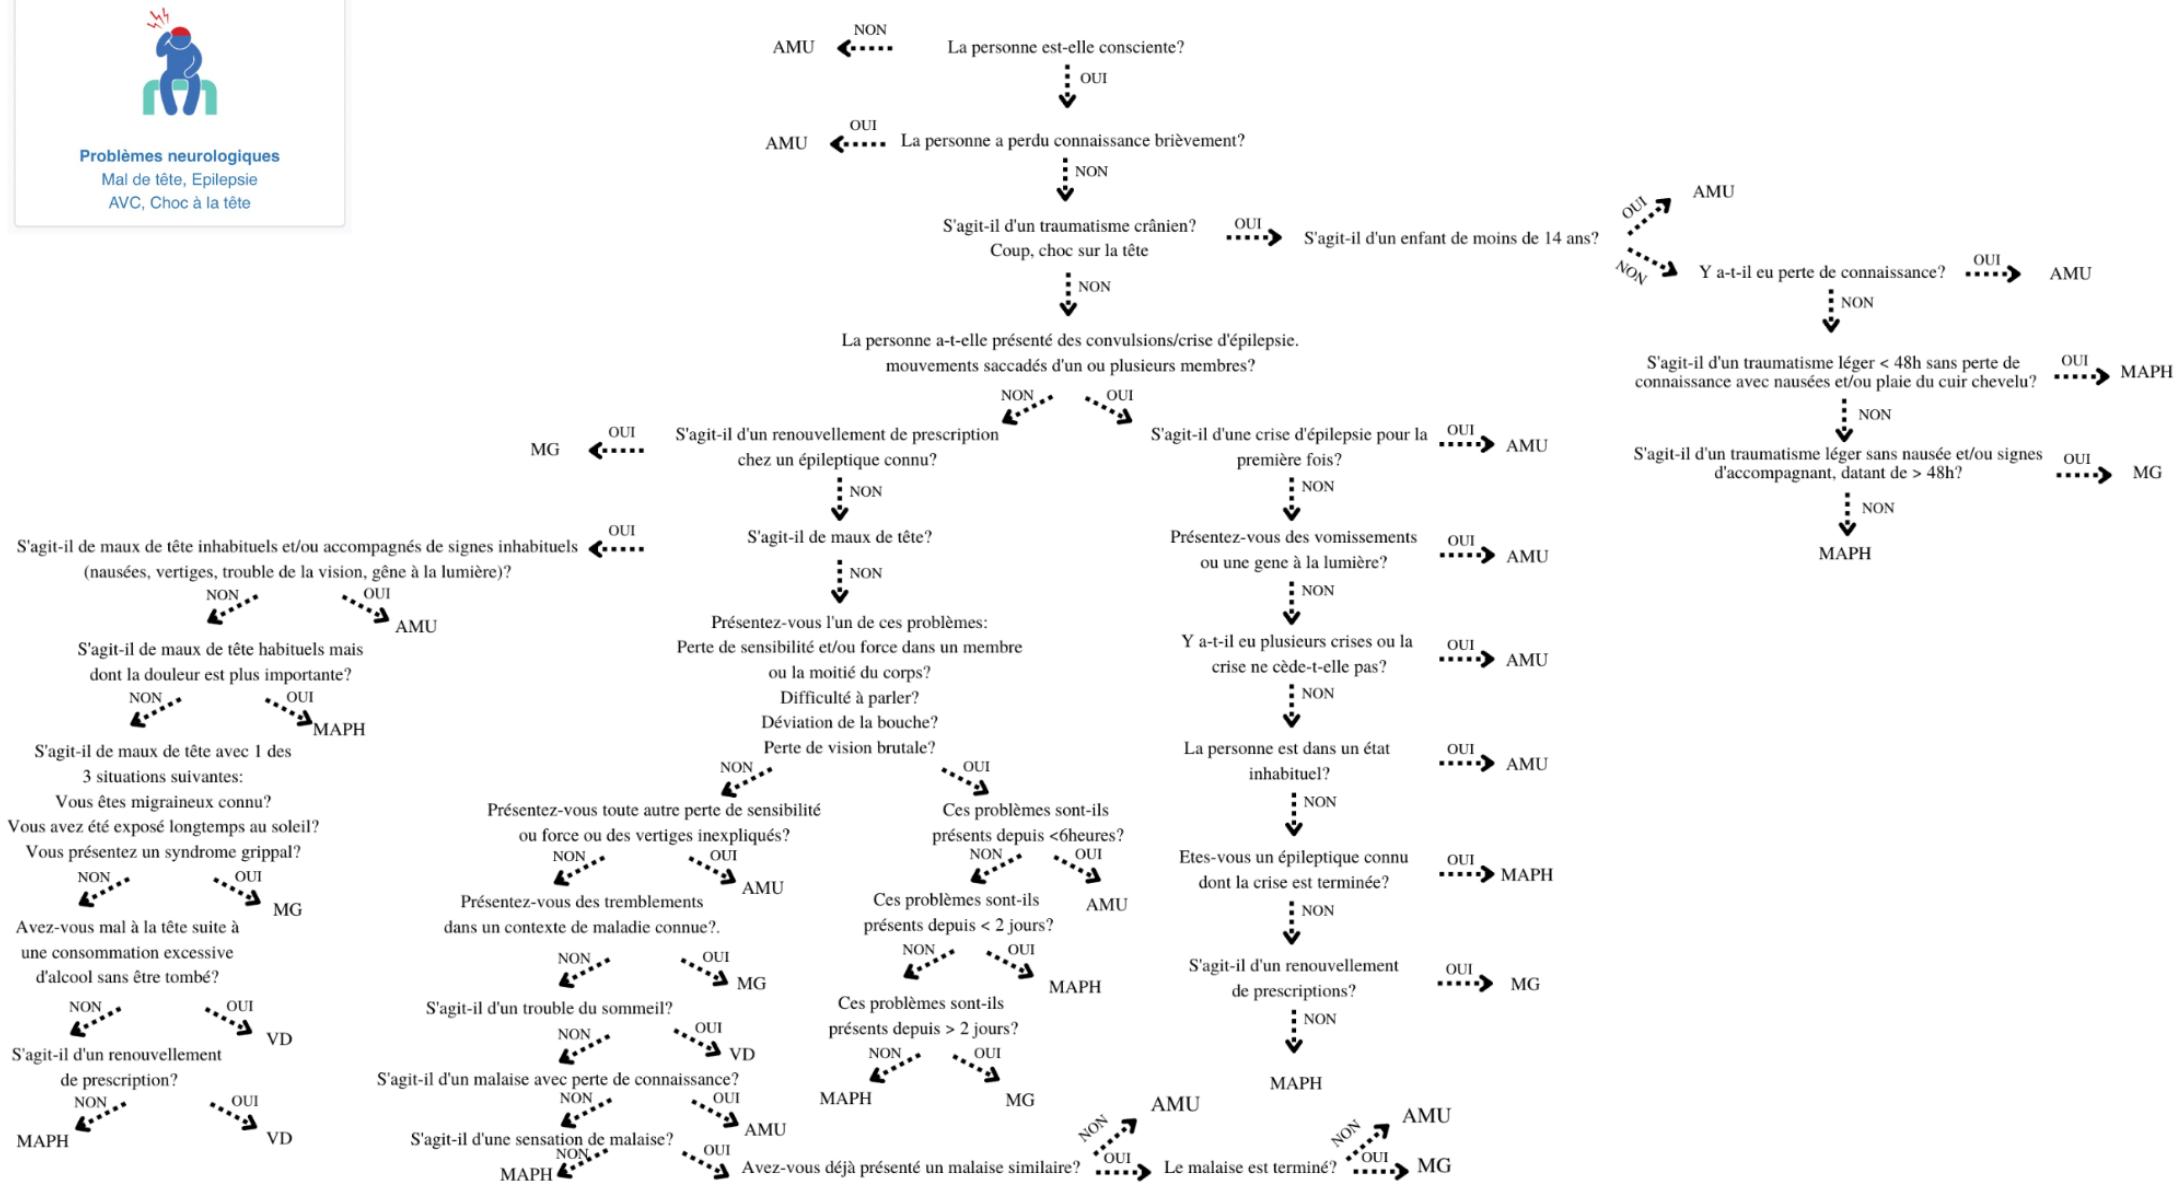 Problèmes neurologiques
Mal de tête, Epilepsie
AVC, Choc à la tête
La personne est-elle consciente?
NON
AMU
OUI
La personne a perdu connaissance brièvement?
OUI
AMU
NON
S'agit-il d'un traumatisme crânien?
Coup, choc sur la tête
OUI
S'agit-il d'un enfant de moins de 14 ans?
OUI
AMU
NON
Y a-t-il eu perte de connaissance?
OUI
AMU
NON
S'agit-il d'un traumatisme léger < 48h sans perte de
connaissance avec nausées et/ou plaie du cuir chevelu?
OUI
MAPH
NON
S'agit-il d'un traumatisme léger sans nausée et/ou signes
d'accompagnant, datant de > 48h?
OUI
MG
NON
MAPH
NON
La personne a-t-elle présenté des convulsions/crise d'épilepsie.
mouvements saccadés d'un ou plusieurs membres?
NON
OUI
S'agit-il d'un renouvellement de prescription
chez un épileptique connu?
OUI
MG
NON
S'agit-il de maux de tête?
OUI
S'agit-il de maux de tête inhabituels et/ou accompagnés de signes inhabituels
(nausées, vertiges, trouble de la vision, gêne à la lumière)?
NON
OUI
AMU
S'agit-il de maux de tête habituels mais
dont la douleur est plus importante?
NON
OUI
MAPH
S'agit-il de maux de tête avec 1 des
3 situations suivantes:
Vous êtes migraineux connu?
Vous avez été exposé longtemps au soleil?
Vous présentez un syndrome grippal?
NON
OUI
MG
Avez-vous mal à la tête suite à
une consommation excessive
d'alcool sans être tombé?
NON
OUI
VD
S'agit-il d'un renouvellement
de prescription?
NON
OUI
MAPH
VD
NON
Présentez-vous l'un de ces problèmes:
Perte de sensibilité et/ou force dans un membre
ou la moitié du corps?
Difficulté à parler?
Déviation de la bouche?
Perte de vision brutale?
NON
OUI
Présentez-vous toute autre perte de sensibilité
ou force ou des vertiges inexpliqués?
NON
OUI
AMU
Présentez-vous des tremblements
dans un contexte de maladie connue?.
NON
OUI
MG
S'agit-il d'un trouble du sommeil?
NON
OUI
VD
S'agit-il d'un malaise avec perte de connaissance?
NON
OUI
AMU
S'agit-il d'une sensation de malaise?
NON
MAPH
OUI
Avez-vous déjà présenté un malaise similaire?
NON
AMU
OUI
Le malaise est terminé?
NON
AMU
OUI
MG
Ces problèmes sont-ils
présents depuis <6heures?
NON
OUI
AMU
Ces problèmes sont-ils
présents depuis < 2 jours?
NON
OUI
MAPH
Ces problèmes sont-ils
présents depuis > 2 jours?
NON
OUI
MAPH
MG
S'agit-il d'une crise d'épilepsie pour la
première fois?
OUI
AMU
NON
Présentez-vous des vomissements
ou une gene à la lumière?
OUI
AMU
NON
Y a-t-il eu plusieurs crises ou la
crise ne cède-t-elle pas?
OUI
AMU
NON
La personne est dans un état
inhabituel?
OUI
AMU
NON
Etes-vous un épileptique connu
dont la crise est terminée?
OUI
MAPH
NON
S'agit-il d'un renouvellement
de prescriptions?
OUI
MG
NON
MAPH